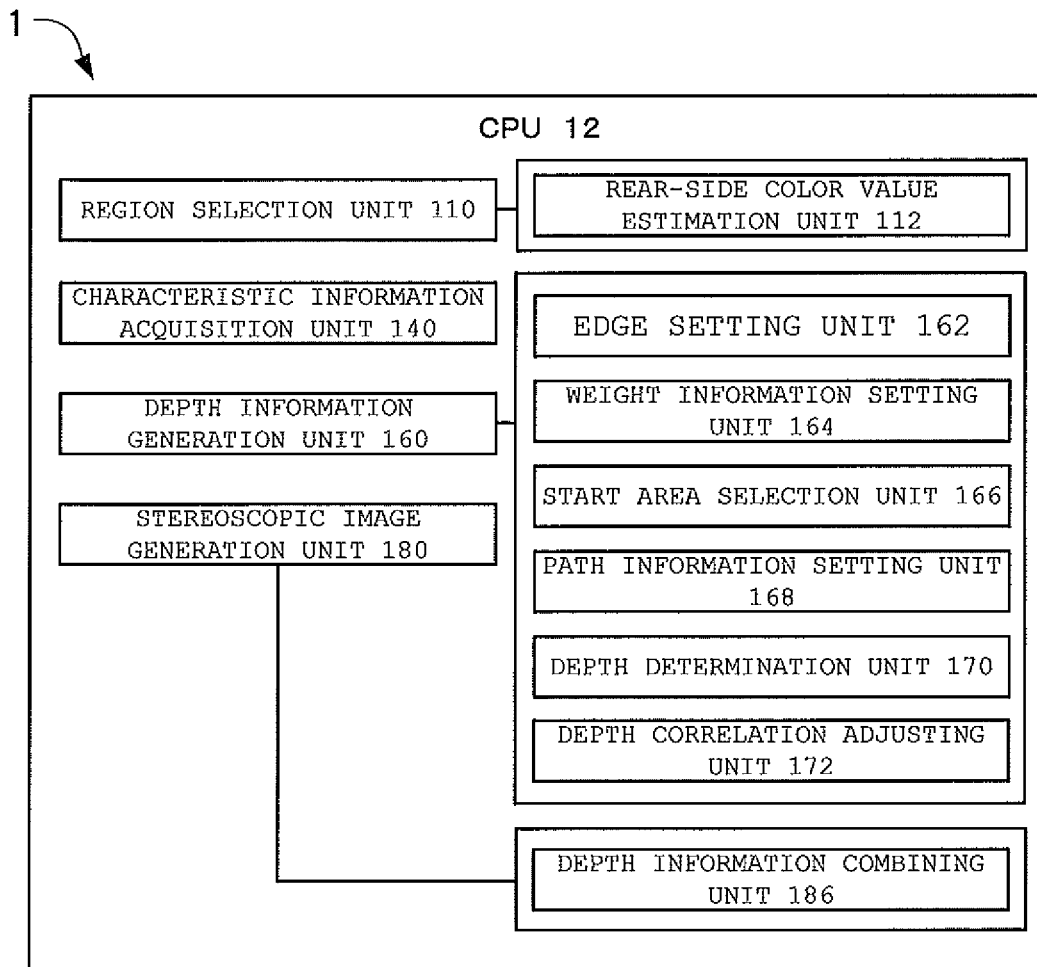 1
CPU 12
REGION SELECTION UNIT 110
REAR-SIDE COLOR VALUE
ESTIMATION UNIT 112
CHARACTERISTIC INFORMATION
ACQUISITION UNIT 140
DEPTH INFORMATION
GENERATION UNIT 160
EDGE SETTING UNIT 162
WEIGHT INFORMATION SETTING
UNIT 164
START AREA SELECTION UNIT 166
PATH INFORMATION SETTING UNIT
168
DEPTH DETERMINATION UNIT 170
DEPTH CORRELATION ADJUSTING
UNIT 172
STEREOSCOPIC IMAGE
GENERATION UNIT 180
DEPTH INFORMATION COMBINING
UNIT 186